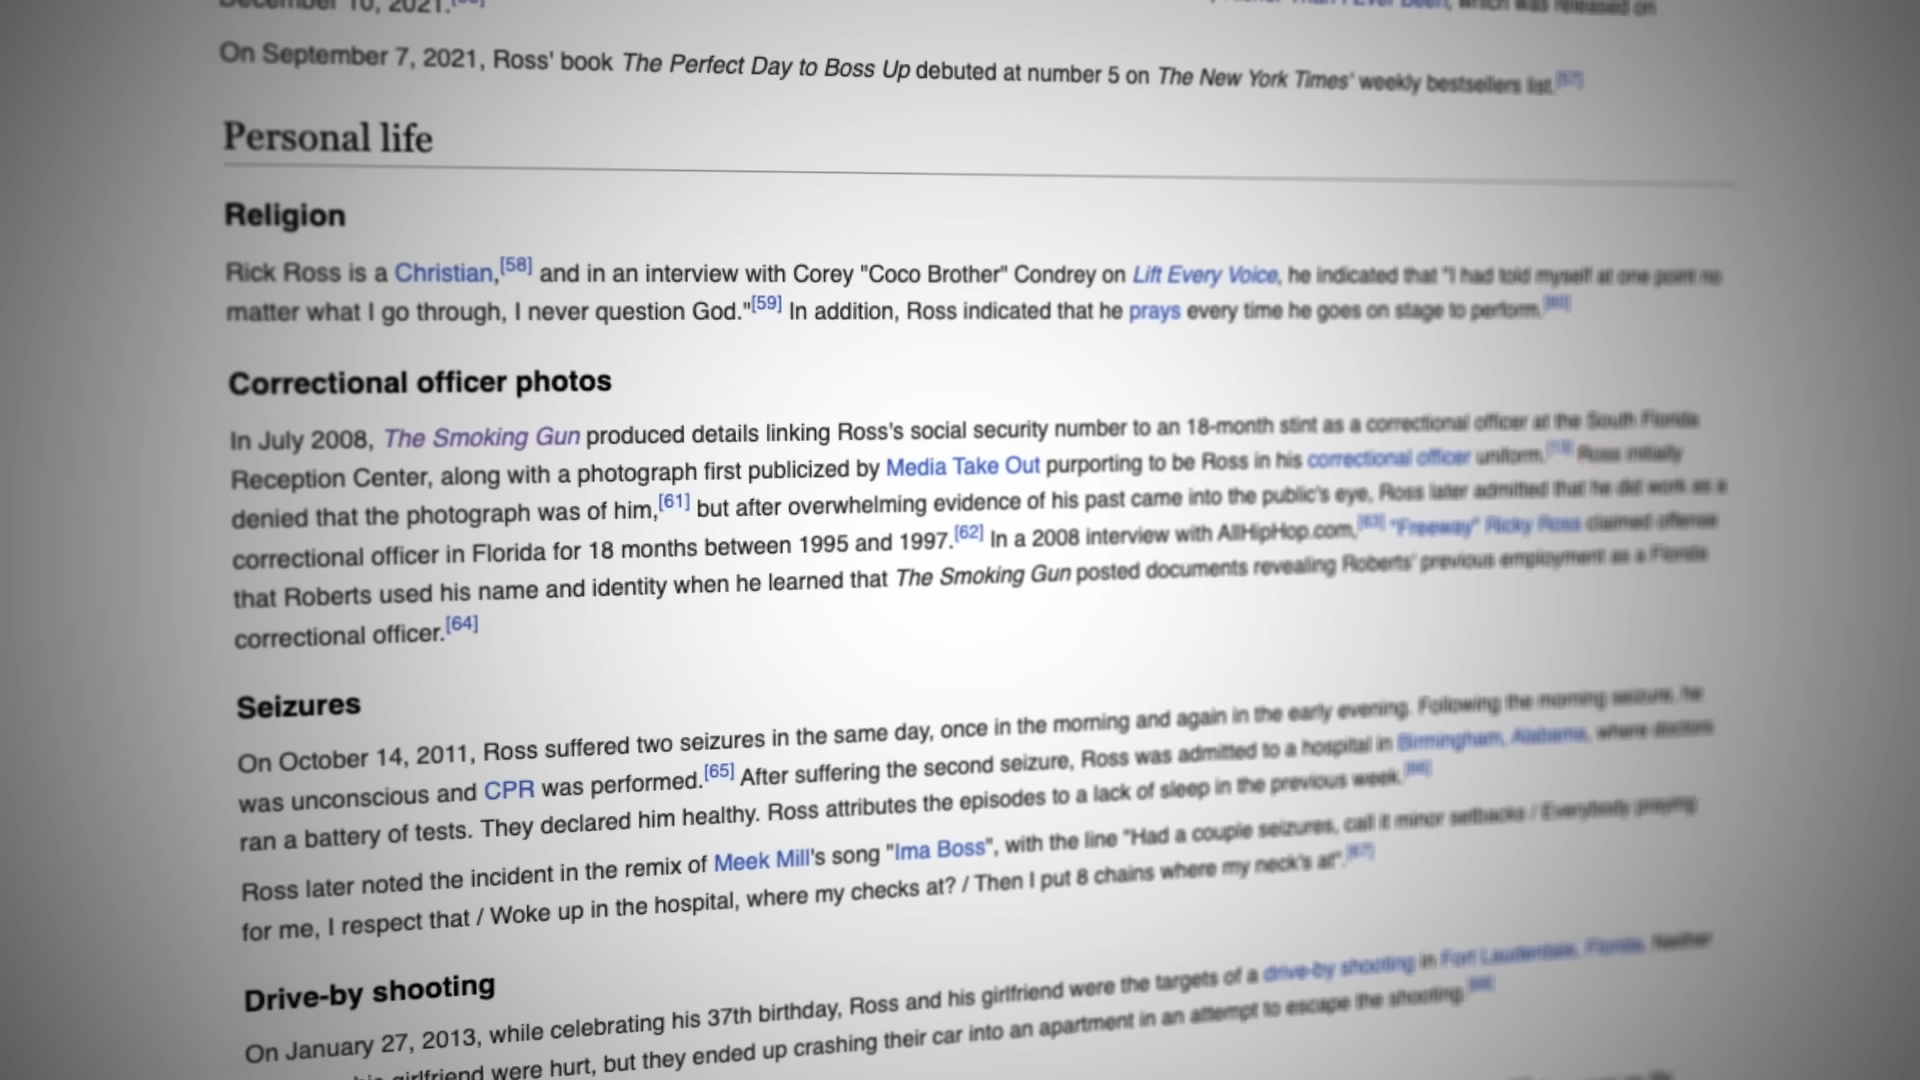 December 10, 2021.
which was released on
On September 7, 2021, Ross' book The Perfect Day to Boss Up debuted at number 5 on The New York Times' weekly bestsellers list.[57]
Personal life
Religion
Rick Ross is a Christian,[58] and in an interview with Corey "Coco Brother" Condrey on Lift Every Voice, he indicated that "I had told myself at one point no
matter what I go through, I never question God."[59] In addition, Ross indicated that he prays every time he goes on stage to perform.[60]
Correctional officer photos
In July 2008, The Smoking Gun produced details linking Ross's social security number to an 18-month stint as a correctional officer at the South Florida
Reception Center, along with a photograph first publicized by Media Take Out purporting to be Ross in his correctional officer uniform.[13] Ross initially
denied that the photograph was of him,[61] but after overwhelming evidence of his past came into the public's eye, Ross later admitted that he did work as a
correctional officer in Florida for 18 months between 1995 and 1997.[62] In a 2008 interview with AllHipHop.com,[63] "Freeway" Ricky Ross claimed offense
that Roberts used his name and identity when he learned that The Smoking Gun posted documents revealing Roberts' previous employment as a Florida
correctional officer.[64]
Seizures
On October 14, 2011, Ross suffered two seizures in the same day, once in the morning and again in the early evening. Following the morning seizure, he
was unconscious and CPR was performed.[65] After suffering the second seizure, Ross was admitted to a hospital in Birmingham, Alabama, where doctors
ran a battery of tests. They declared him healthy. Ross attributes the episodes to a lack of sleep in the previous week.[66]
Ross later noted the incident in the remix of Meek Mill's song "Ima Boss", with the line "Had a couple seizures, call it minor setbacks / Everybody praying
for me, I respect that / Woke up in the hospital, where my checks at? / Then I put 8 chains where my neck's at".[67]
Drive-by shooting
On January 27, 2013, while celebrating his 37th birthday, Ross and his girlfriend were the targets of a drive-by shooting in Fort Lauderdale, Florida. Neither
girlfriend were hurt, but they ended up crashing their car into an apartment in an attempt to escape the shooting.[68]